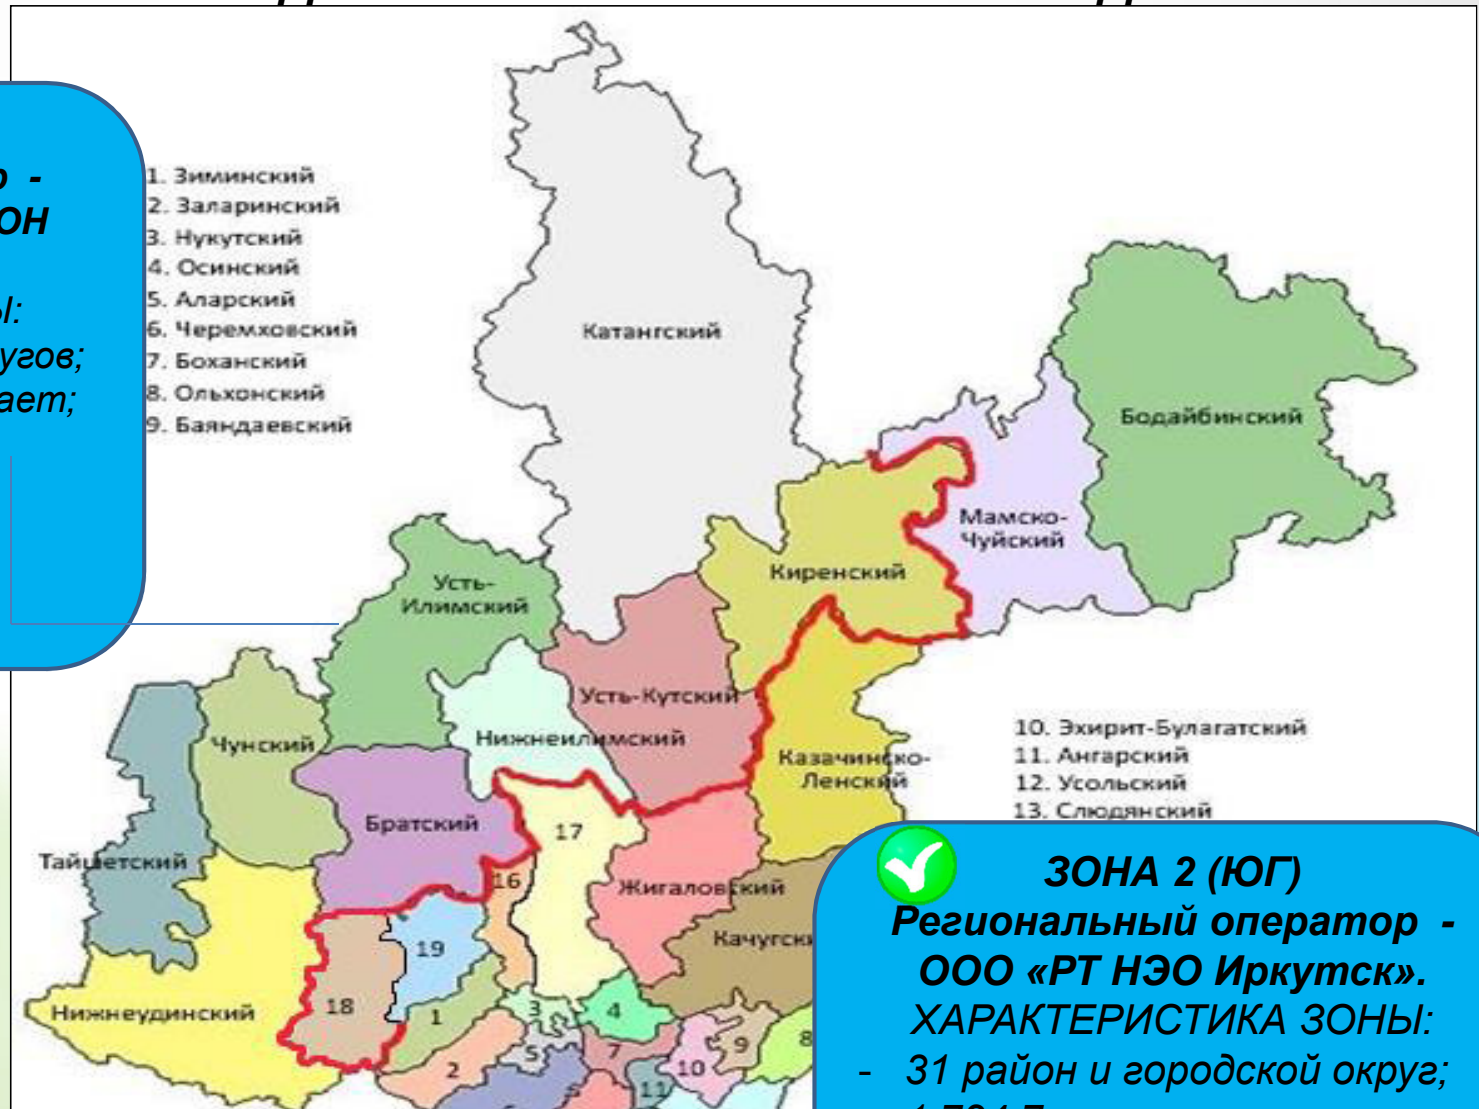 ОН
1. Зиминский
2. Заларинский
3. Нукутский
4. Осинский
5. Аларский
6. Черемховский
7. Боханский
8. Ольхонский
9. Баяндаевский
Катангский
Бодайбинский
Мамско-
Чуйский
Киренский
Усть-
Илимский
Усть-Кутский
Нижнеилимский
Чунский
Казачинско-
Ленский
Братский
17
Тайшетский
16
Жигаловский
Качугски
19
18
Нижнеудинский
1
3
4
2
5
7
10
9
8
11
10. Эхирит-Булагатский
11. Ангарский
12. Усольский
13. Слюдянский
ЗОНА 2 (ЮГ)
Региональный оператор -
ООО «РТ НЭО Иркутск».
ХАРАКТЕРИСТИКА ЗОНЫ:
- 31 район и городской округ;